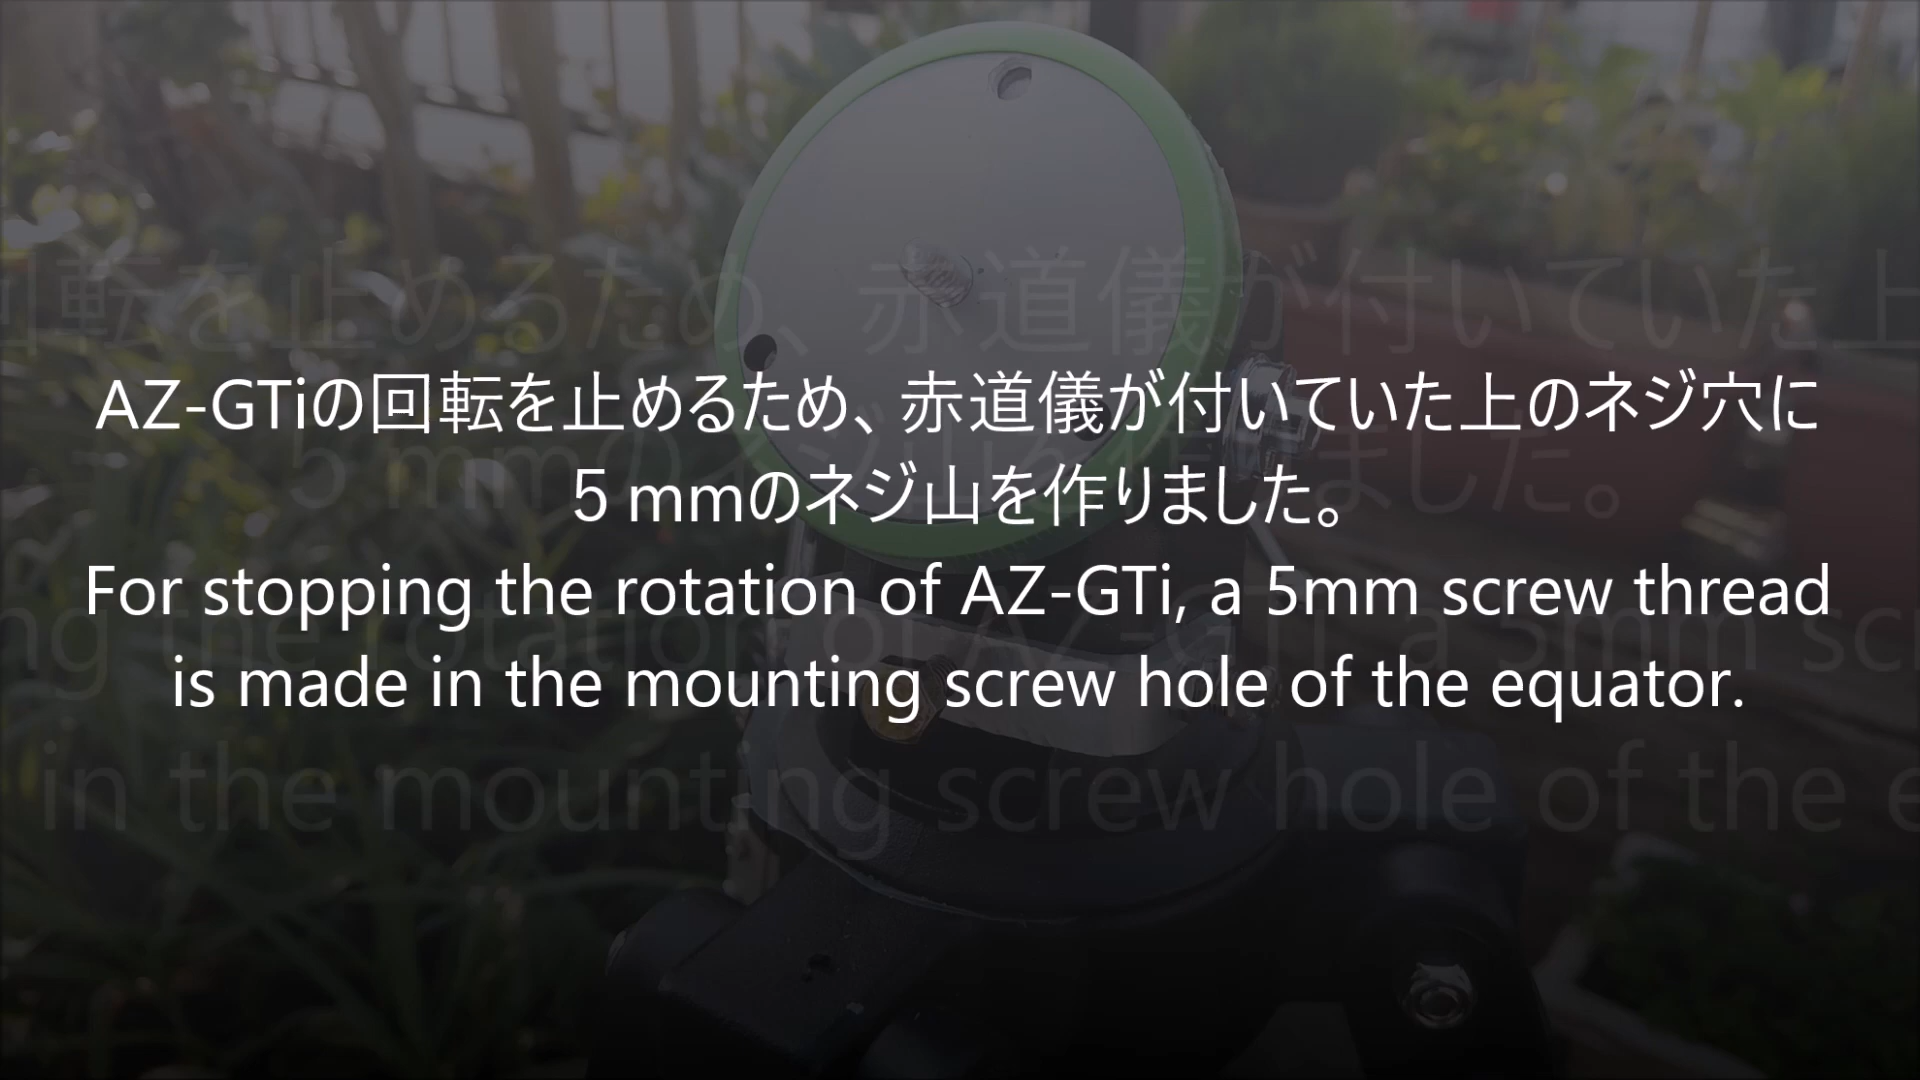 AZ-GTiの回転を止めるため、赤道儀が付いていた上のネジ穴に
5 mmのネジ山を作りました。
For stopping the rotation of AZ-GTi, a 5mm screw thread
is made in the mounting screw hole of the equator.